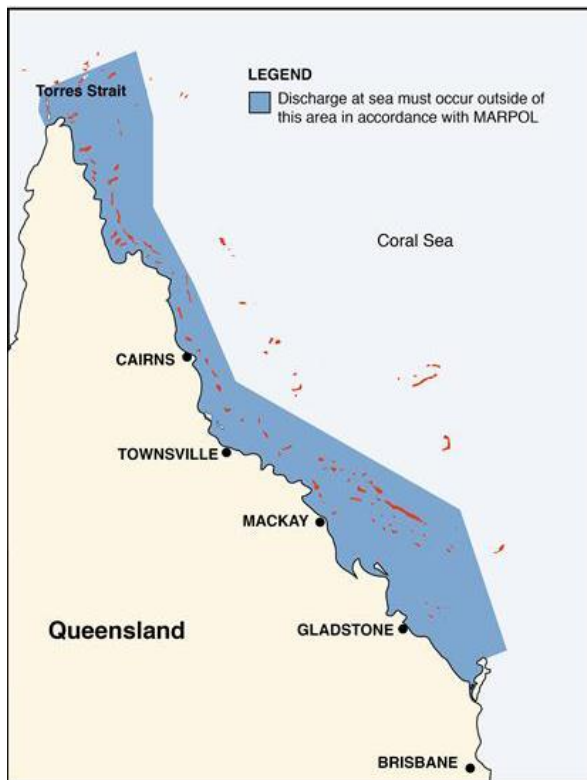 Torres Strait
LEGEND
Discharge at sea must occur outside of
this area in accordance with MARPOL
Coral Sea
CAIRNS
TOWNSVILLE
MACKAY
Queensland
GLADSTONE
BRISBANE